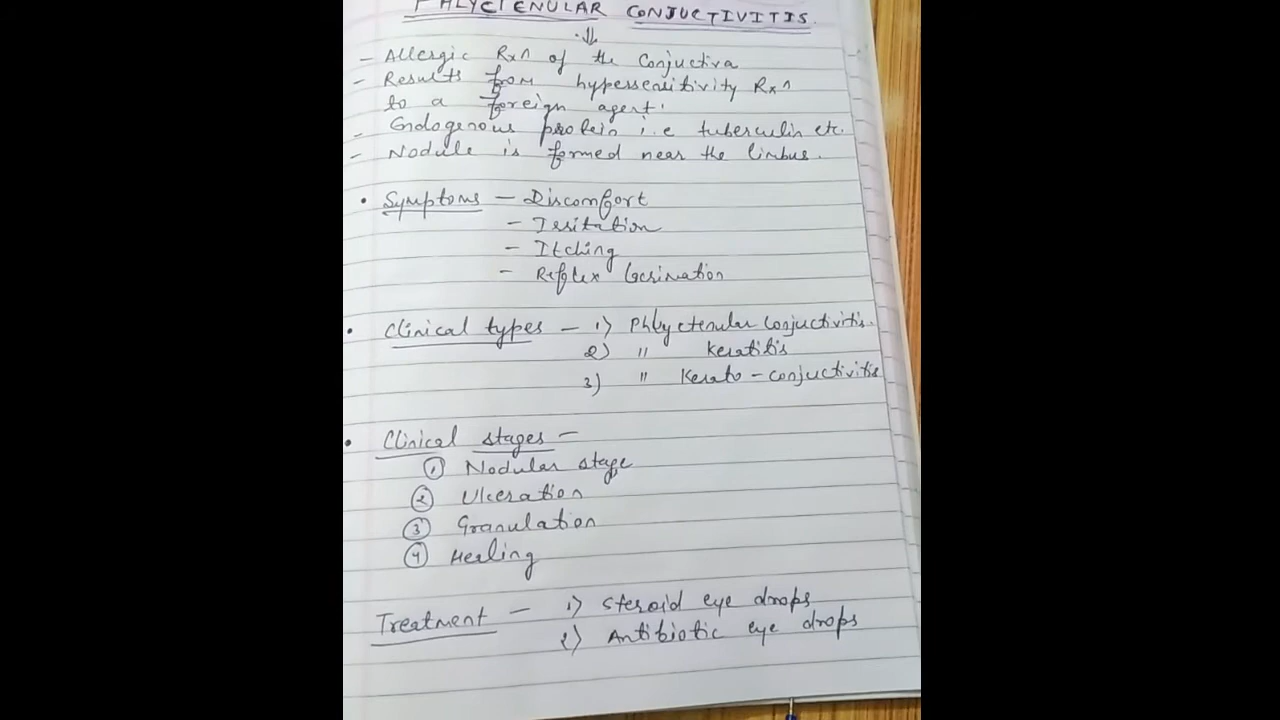 PHLYCTENULAR CONJUCTIVITIS.
- Allergic Rxn of the Conjuctiva
- Results from hypersensitivity Rxn
to a foreign agent.
- Endogenous protein i.e tuberculin etc.
- Nodule is formed near the limbus.
• Symptoms - Discomfort
- Irritation
- Itching
- Reflex lacrimation
• Clinical types - 1) Phlyctenular Conjuctivitis.
2) " Keratitis
3) " Kerato-conjuctivitis
• Clinical stages -
① Nodular stage
② Ulceration
③ Granulation
④ Healing
Treatment - 1) Steroid eye drops
2) Antibiotic eye drops